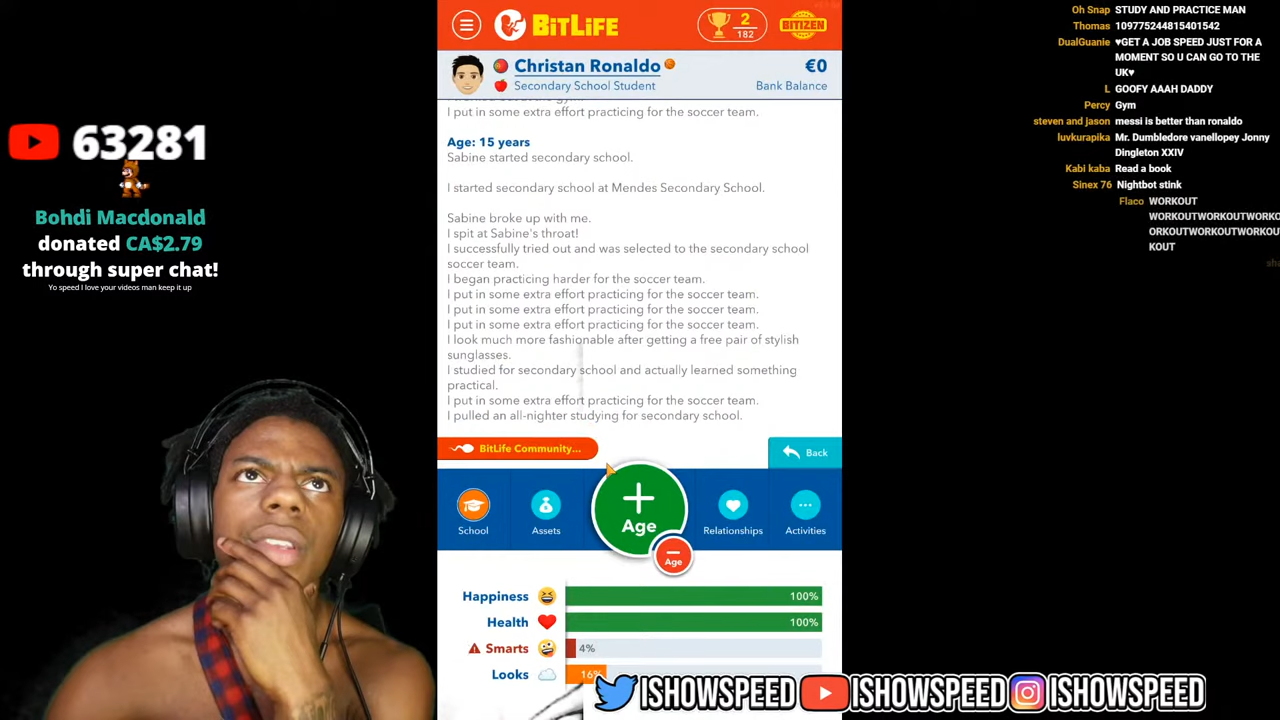 63281
Bohdi Macdonald
donated CA$2.79
through super chat!
Yo speed I love your videos man keep it up
BitLife
2
182
BITIZEN
Christan Ronaldo
Secondary School Student
€0
Bank Balance
I put in some extra effort practicing for the soccer team.
Age: 15 years
Sabine started secondary school.
I started secondary school at Mendes Secondary School.
Sabine broke up with me.
I spit at Sabine's throat!
I successfully tried out and was selected to the secondary school
soccer team.
I began practicing harder for the soccer team.
I put in some extra effort practicing for the soccer team.
I put in some extra effort practicing for the soccer team.
I put in some extra effort practicing for the soccer team.
I look much more fashionable after getting a free pair of stylish
sunglasses.
I studied for secondary school and actually learned something
practical.
I put in some extra effort practicing for the soccer team.
I pulled an all-nighter studying for secondary school.
BitLife Community...
Back
School
Assets
+
Age
Age
Relationships
Activities
Happiness 100%
Health 100%
Smarts 4%
Looks 16%
Oh Snap STUDY AND PRACTICE MAN
Thomas 109775244815401542
DualGuanie ♥GET A JOB SPEED JUST FOR A
MOMENT SO U CAN GO TO THE
UK♥
L GOOFY AAAH DADDY
Percy Gym
steven and jason messi is better than ronaldo
luvkurapika Mr. Dumbledore vanellopey Jonny
Dingleton XXIV
Kabi kaba Read a book
Sinex 76 Nightbot stink
Flaco WORKOUT
WORKOUTWORKOUTWORKO
ORKOUTWORKOUTWORKOU
KOUT
ISHOWSPEED ISHOWSPEED ISHOWSPEED